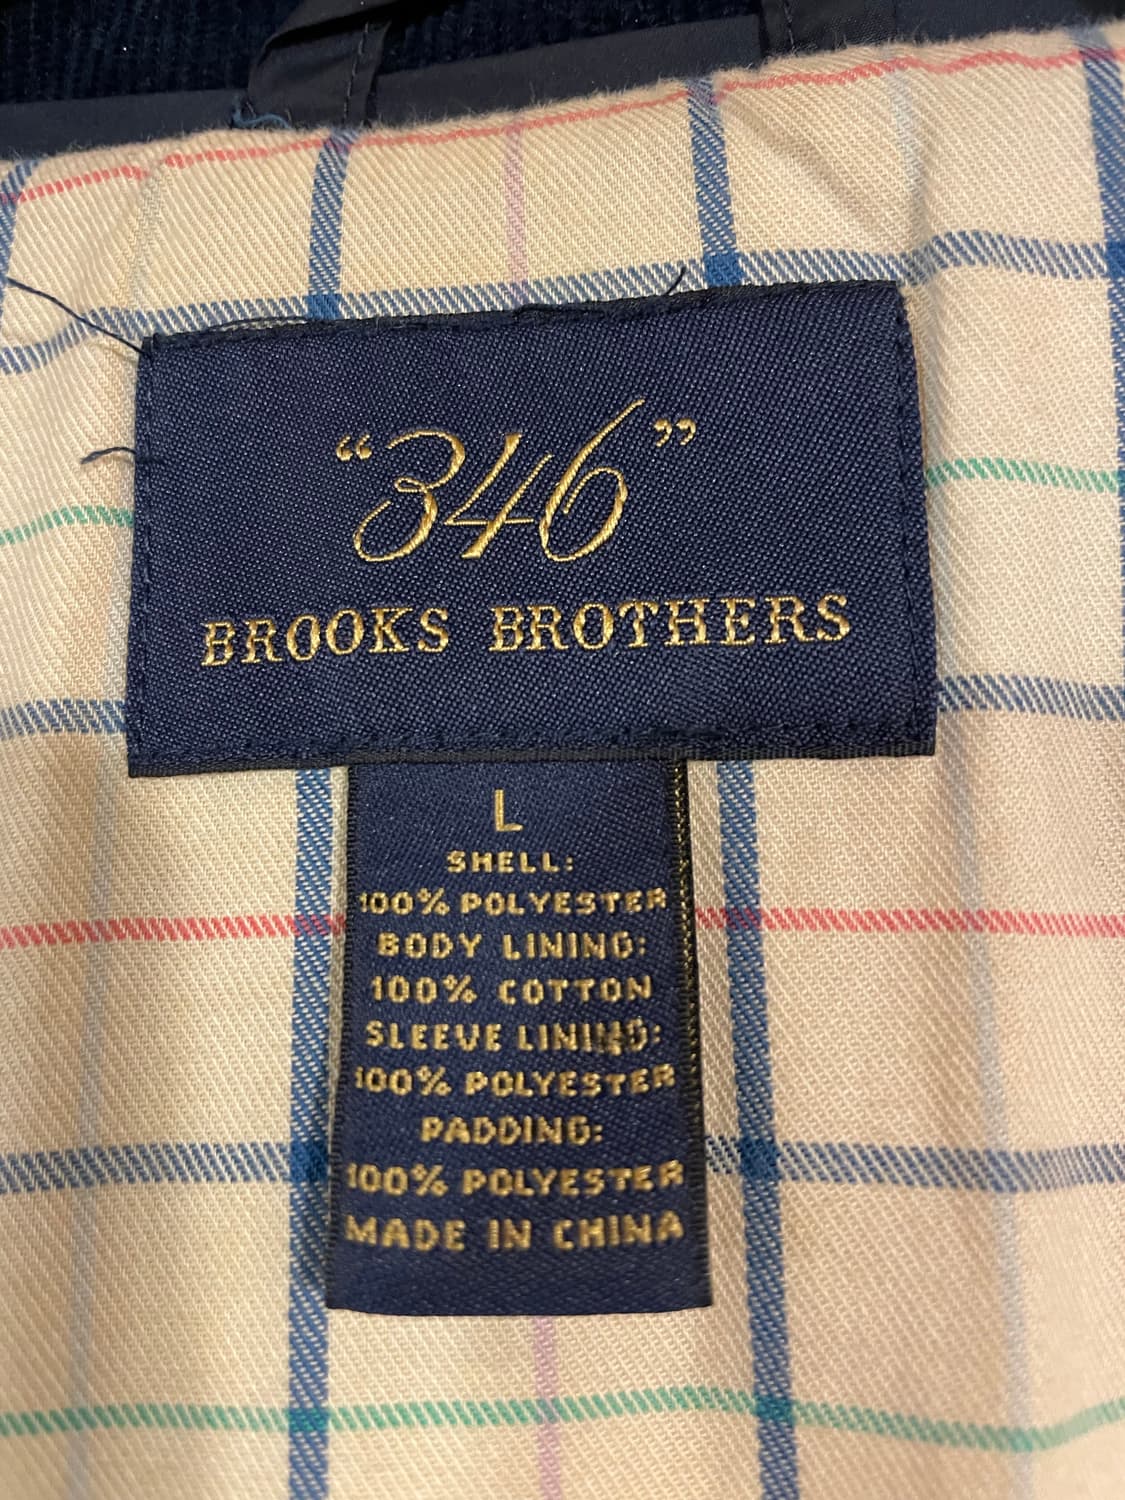 “346”
BROOKS BROTHERS
L
SHELL:
100% POLYESTER
BODY LINING:
100% COTTON
SLEEVE LINING:
100% POLYESTER
PADDING:
100% POLYESTER
MADE IN CHINA